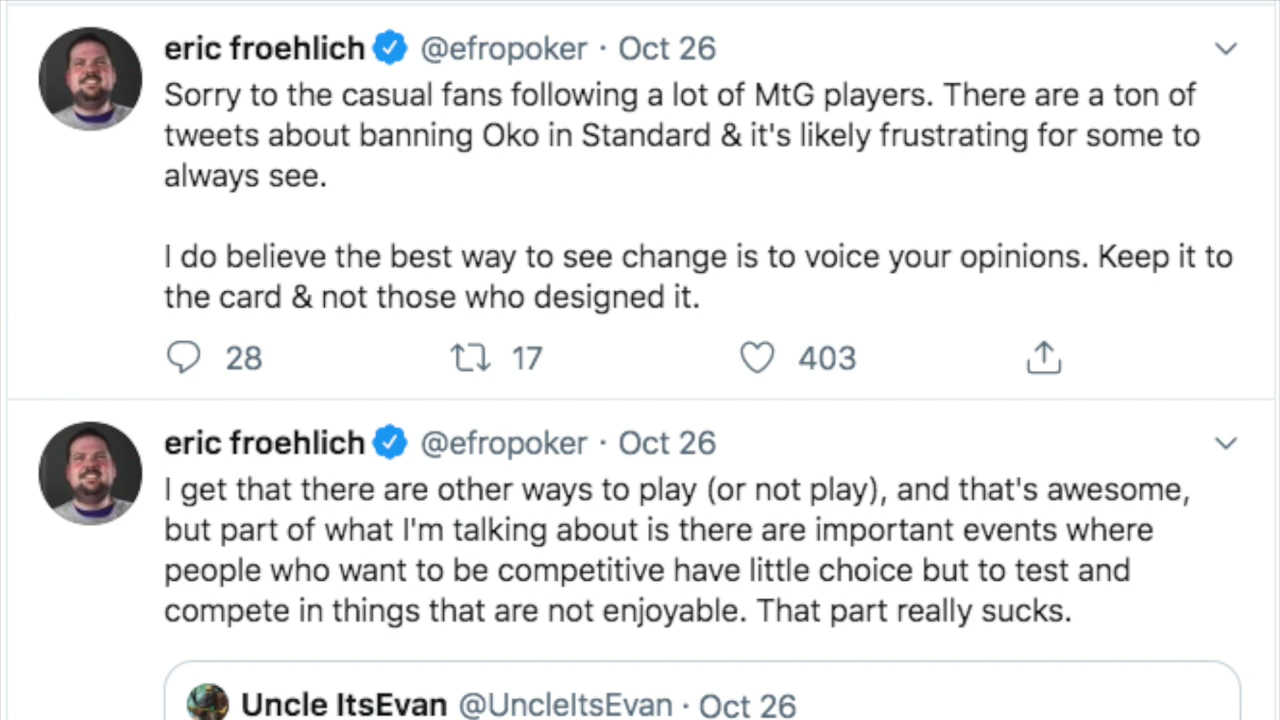 eric froehlich @efropoker · Oct 26
Sorry to the casual fans following a lot of MtG players. There are a ton of
tweets about banning Oko in Standard & it's likely frustrating for some to
always see.
I do believe the best way to see change is to voice your opinions. Keep it to
the card & not those who designed it.
28 17 403
eric froehlich @efropoker · Oct 26
I get that there are other ways to play (or not play), and that's awesome,
but part of what I'm talking about is there are important events where
people who want to be competitive have little choice but to test and
compete in things that are not enjoyable. That part really sucks.
Uncle ItsEvan @UncleItsEvan · Oct 26